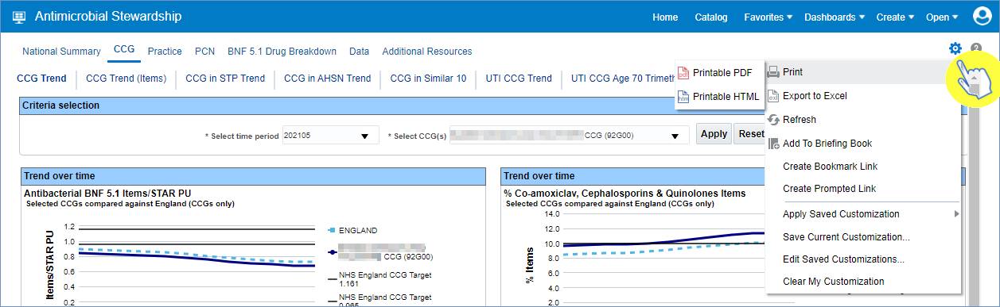 Antimicrobial Stewardship
Home Catalog Favorites Dashboards Create Open
National Summary CCG Practice PCN BNF 5.1 Drug Breakdown Data Additional Resources
?
CCG Trend CCG Trend (Items) CCG in STP Trend CCG in AHSN Trend CCG in Similar 10 UTI CCG Trend UTI CCG Age 70 Trimeth
pdf Printable PDF
htm Printable HTML
Print
exl Export to Excel
Refresh
Add To Briefing Book
Create Bookmark Link
Create Prompted Link
Apply Saved Customization
Save Current Customization...
Edit Saved Customizations...
Clear My Customization
Criteria selection
* Select time period 202105 * Select CCG(s) CCG (92G00) Apply Reset
Trend over time
Antibacterial BNF 5.1 Items/STAR PU
Selected CCGs compared against England (CCGs only)
Items/STAR PU
1.2
1.0
0.8
0.6
0.4
0.2
ENGLAND
CCG (92G00)
NHS England CCG Target
1.161
NHS England CCG Target
0.965
Trend over time
% Co-amoxiclav, Cephalosporins & Quinolones Items
Selected CCGs compared against England (CCGs only)
% Items
14.0
12.0
10.0
8.0
6.0
4.0
2.0